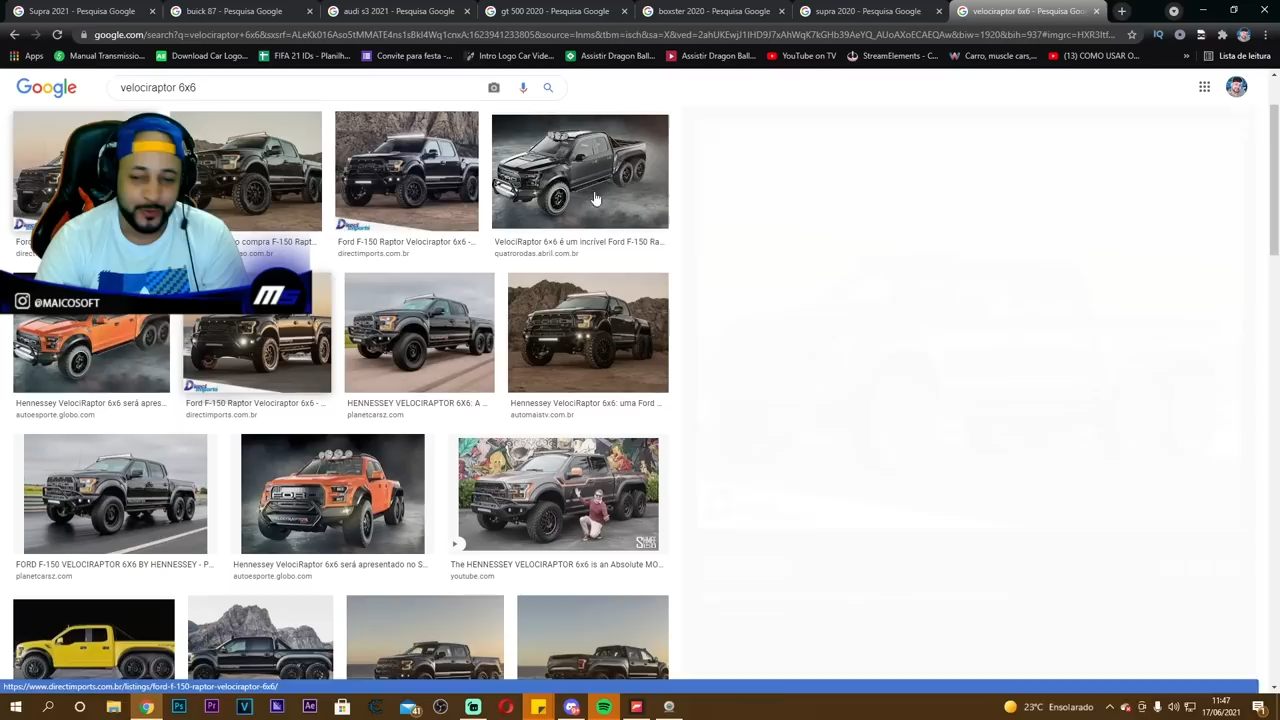 Supra 2021 - Pesquisa Google
buick 87 - Pesquisa Google
audi s3 2021 - Pesquisa Google
gt 500 2020 - Pesquisa Google
boxster 2020 - Pesquisa Google
supra 2020 - Pesquisa Google
velociraptor 6x6 - Pesquisa Goo
Apps
Manual Transmissio...
Download Car Logo...
FIFA 21 IDs - Planilh...
Convite para festa -...
Intro Logo Car Vide...
Assistir Dragon Ball...
Assistir Dragon Ball...
YouTube on TV
StreamElements - C...
Carro, muscle cars,...
(13) COMO USAR O...
»
Lista de leitura
Google
velociraptor 6x6
o compra F-150 Rapt...
Ford F-150 Raptor Velociraptor 6x6 -...
directimports.com.br
VelociRaptor 6×6 é um incrível Ford F-150 Ra...
quatrorodas.abril.com.br
@MAICOSOFT
MS
Hennessey VelociRaptor 6x6 será apres...
autoesporte.globo.com
Ford F-150 Raptor Velociraptor 6x6 - ...
directimports.com.br
HENNESSEY VELOCIRAPTOR 6X6: A ...
planetcarsz.com
Hennessey VelociRaptor 6x6: uma Ford ...
automaistv.com.br
FORD F-150 VELOCIRAPTOR 6X6 BY HENNESSEY - P...
planetcarsz.com
Hennessey VelociRaptor 6x6 será apresentado no S...
autoesporte.globo.com
The HENNESSEY VELOCIRAPTOR 6x6 is an Absolute MO...
youtube.com
https://www.directimports.com.br/listings/ford-f-150-raptor-velociraptor-6x6/
23°C Ensolarado
11:47
17/06/2021